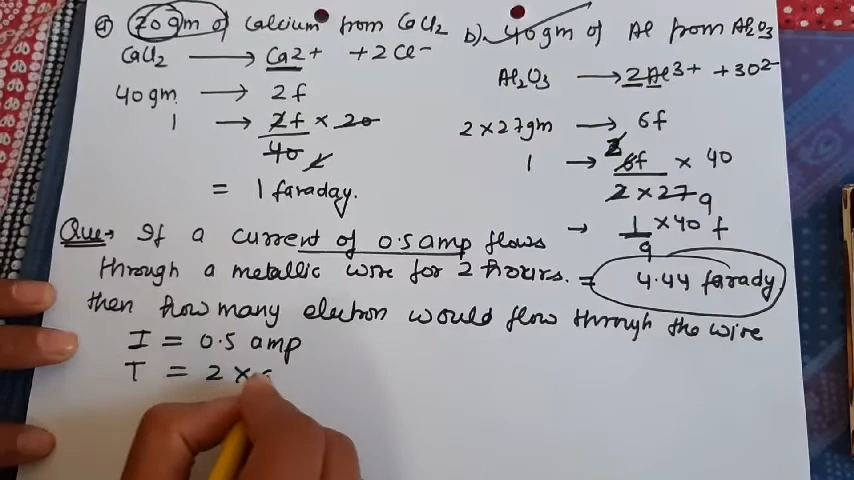 a) 20gm of Calcium from CaCl2
CaCl2 → Ca2+ + 2Cl-
40gm → 2f
1 → 2f × 20
40
= 1 faraday.
b) 40gm of Al from Al2O3
Al2O3 → 2Al3+ + 3O2-
2×27gm → 6f
1 → 3 6f × 40
2 × 27 9
→ 1 × 40 f
9
= 4.44 farady.
Que → If a current of 0.5 amp flows
through a metallic wire for 2 hours.
then how many electron would flow through the wire
I = 0.5 amp
T = 2 ×